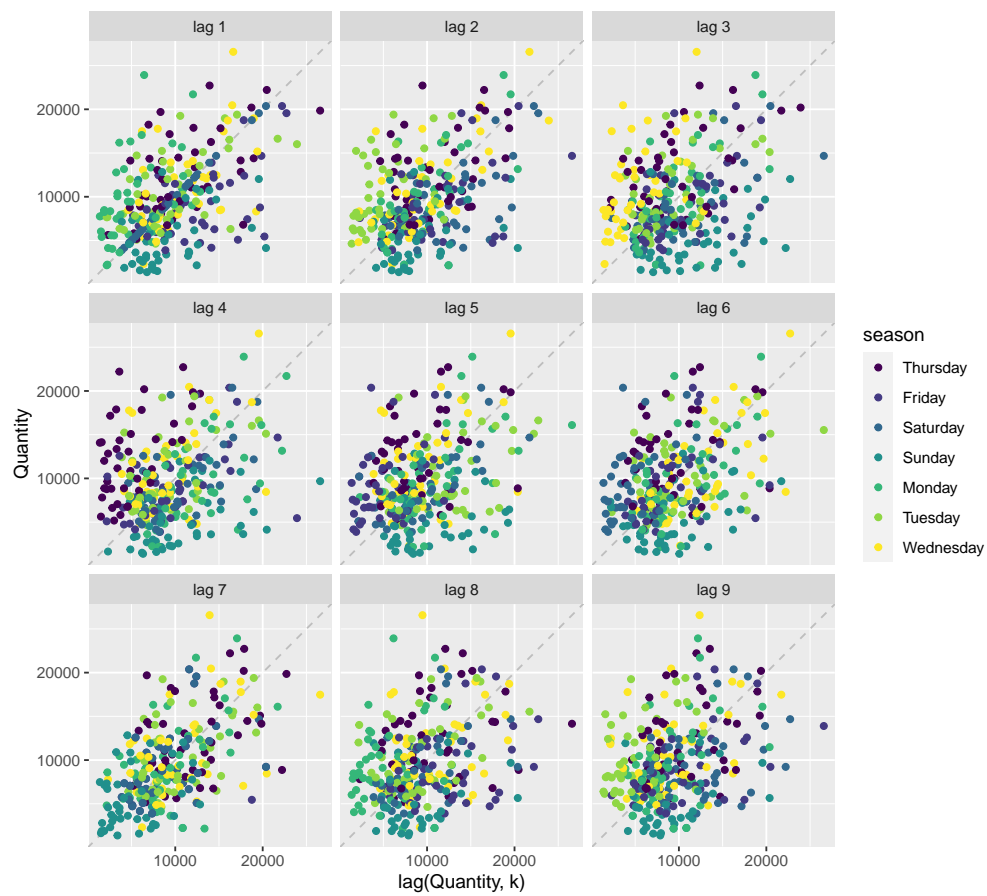 lag 1
lag 2
lag 3
20000
10000
lag 4
lag 5
lag 6
20000
10000
lag 7
lag 8
lag 9
20000
10000
10000
20000
10000
20000
10000
20000
lag(Quantity, k)
Quantity
season
Thursday
Friday
Saturday
Sunday
Monday
Tuesday
Wednesday